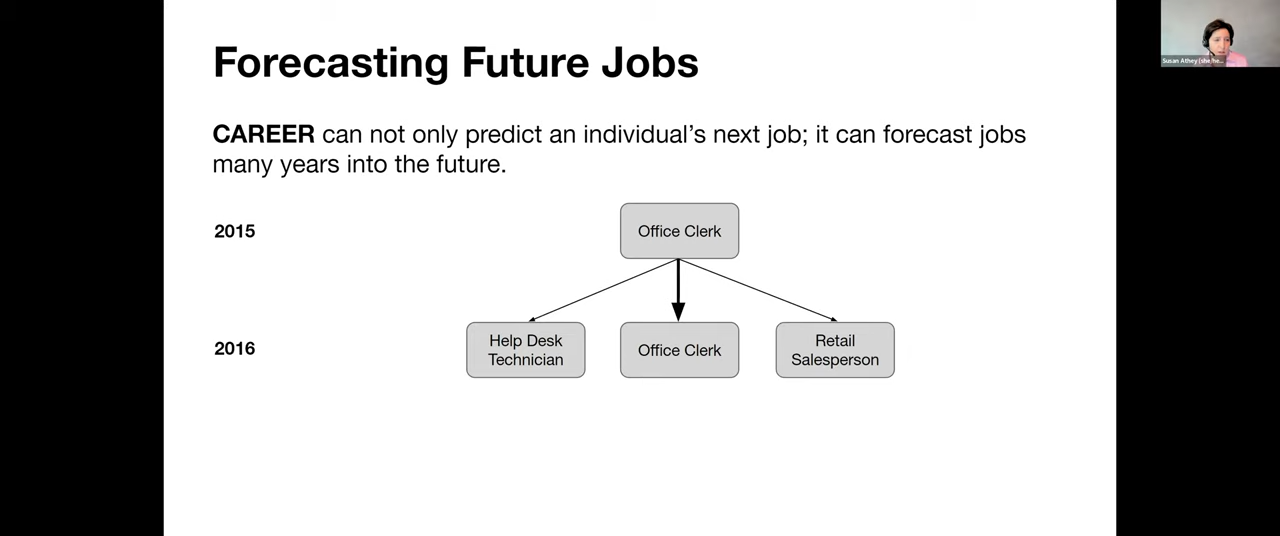 Forecasting Future Jobs
CAREER can not only predict an individual's next job; it can forecast jobs
many years into the future.
2015
Office Clerk
2016
Help Desk
Technician
Office Clerk
Retail
Salesperson
Susan Athey (she/he...